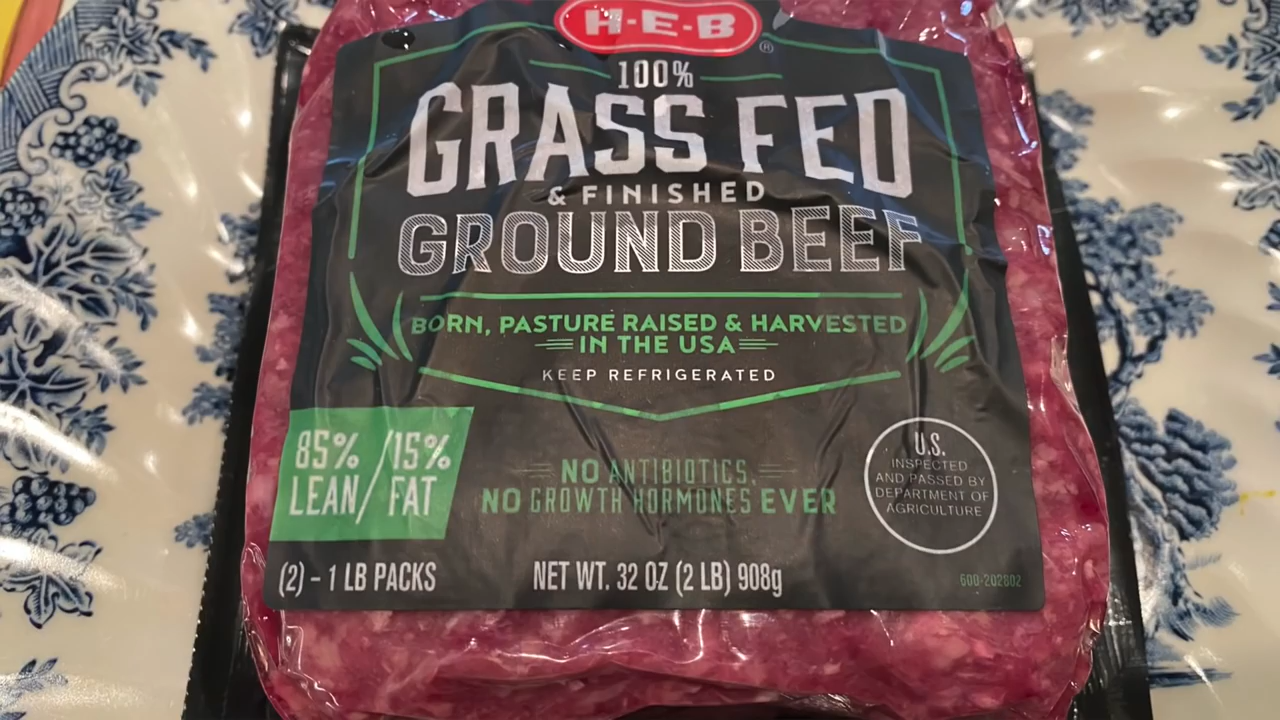 H-E-B
®
100%
GRASS FED
& FINISHED
GROUND BEEF
BORN, PASTURE RAISED & HARVESTED
IN THE USA
KEEP REFRIGERATED
85% LEAN / 15% FAT
NO ANTIBIOTICS,
NO GROWTH HORMONES EVER
U.S.
INSPECTED
AND PASSED BY
DEPARTMENT OF
AGRICULTURE
(2) – 1 LB PACKS
NET WT. 32 OZ (2 LB) 908g
600-202802